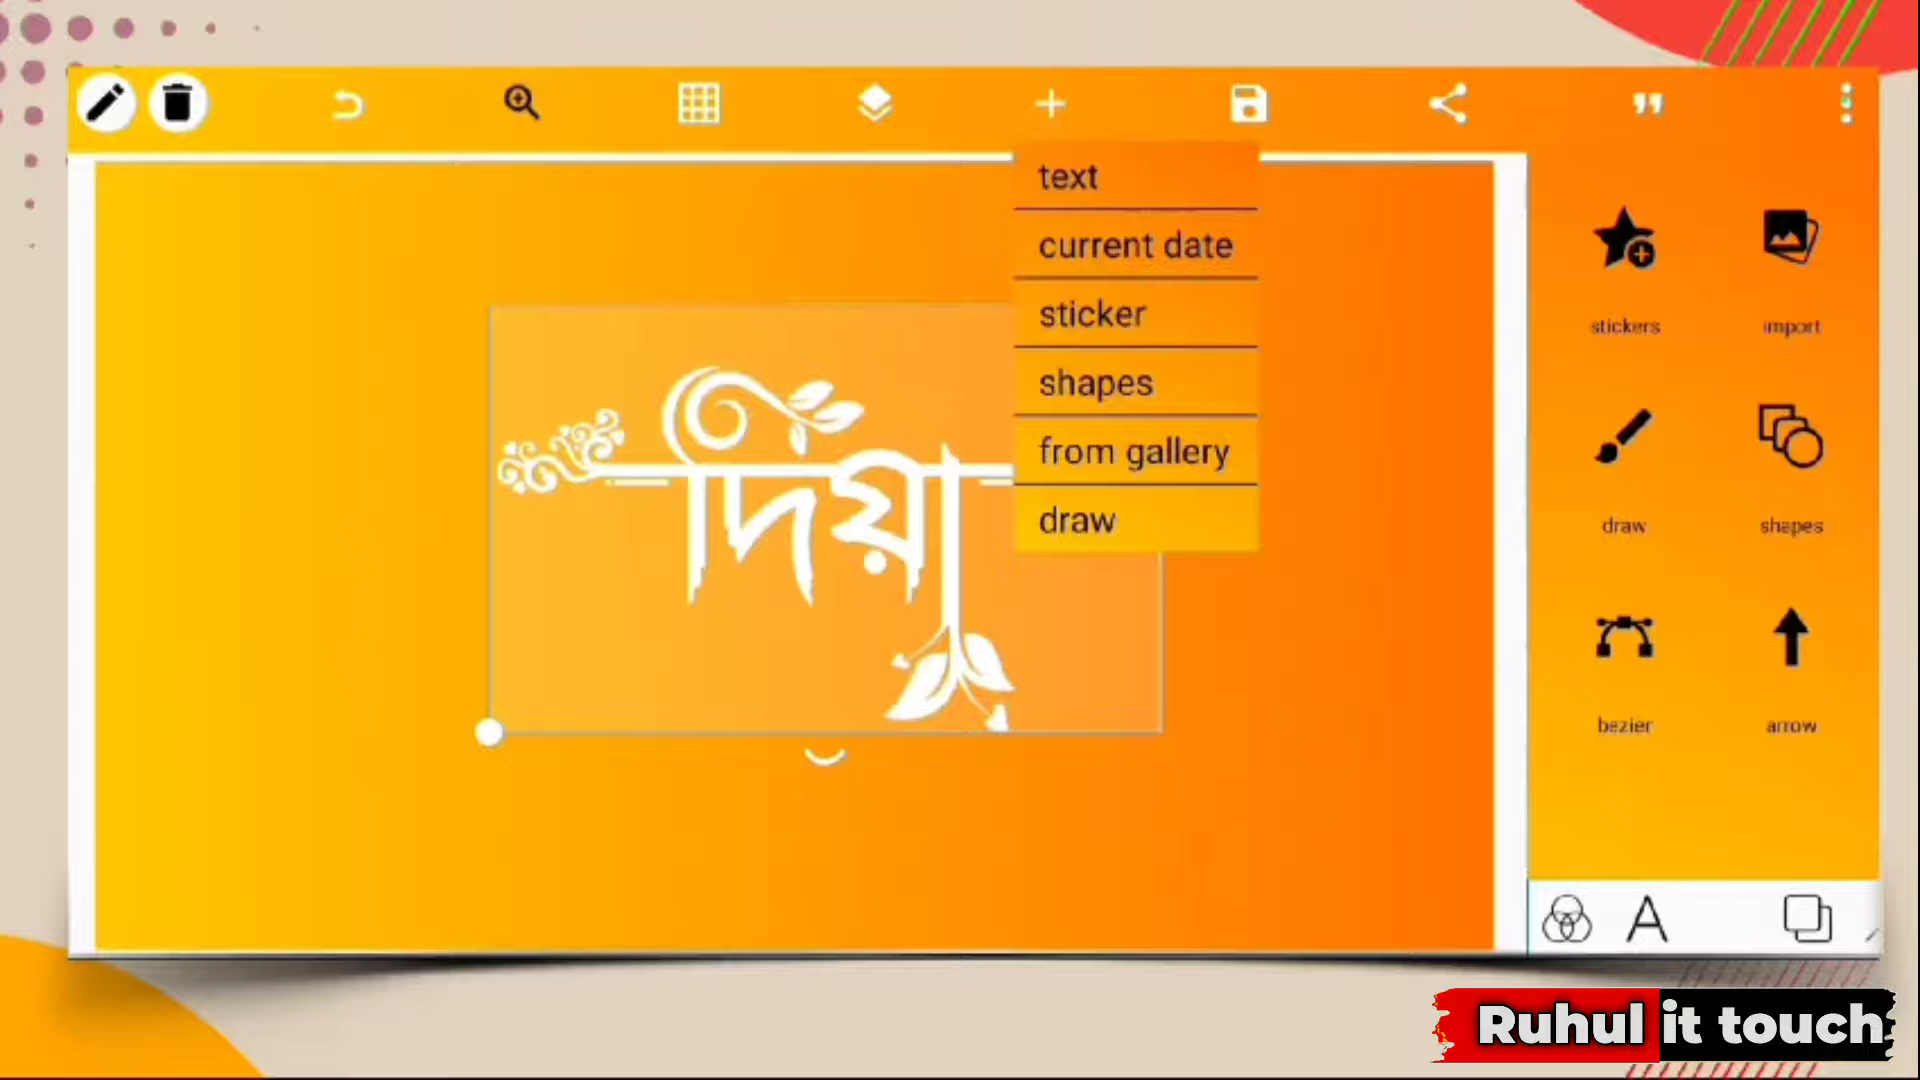 text
current date
sticker
shapes
from gallery
draw
দিয়া
stickers
import
draw
shapes
bezier
arrow
A
Ruhul it touch